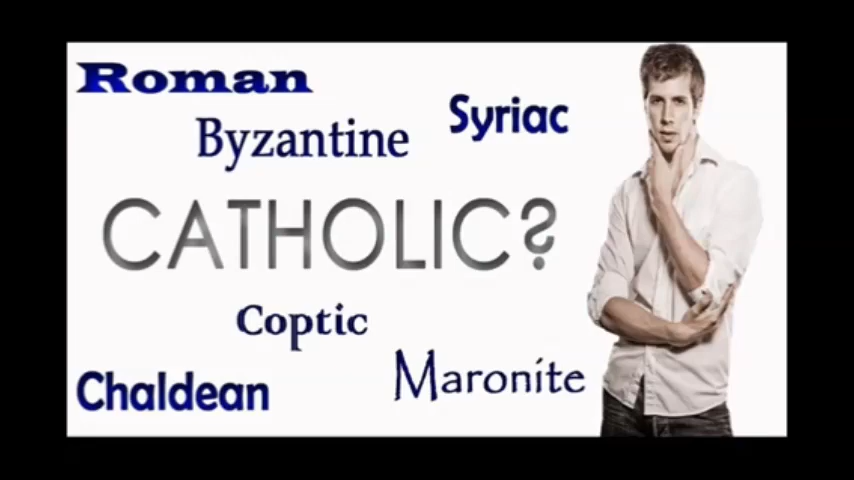 Roman
Byzantine
Syriac
CATHOLIC?
Coptic
Chaldean
Maronite